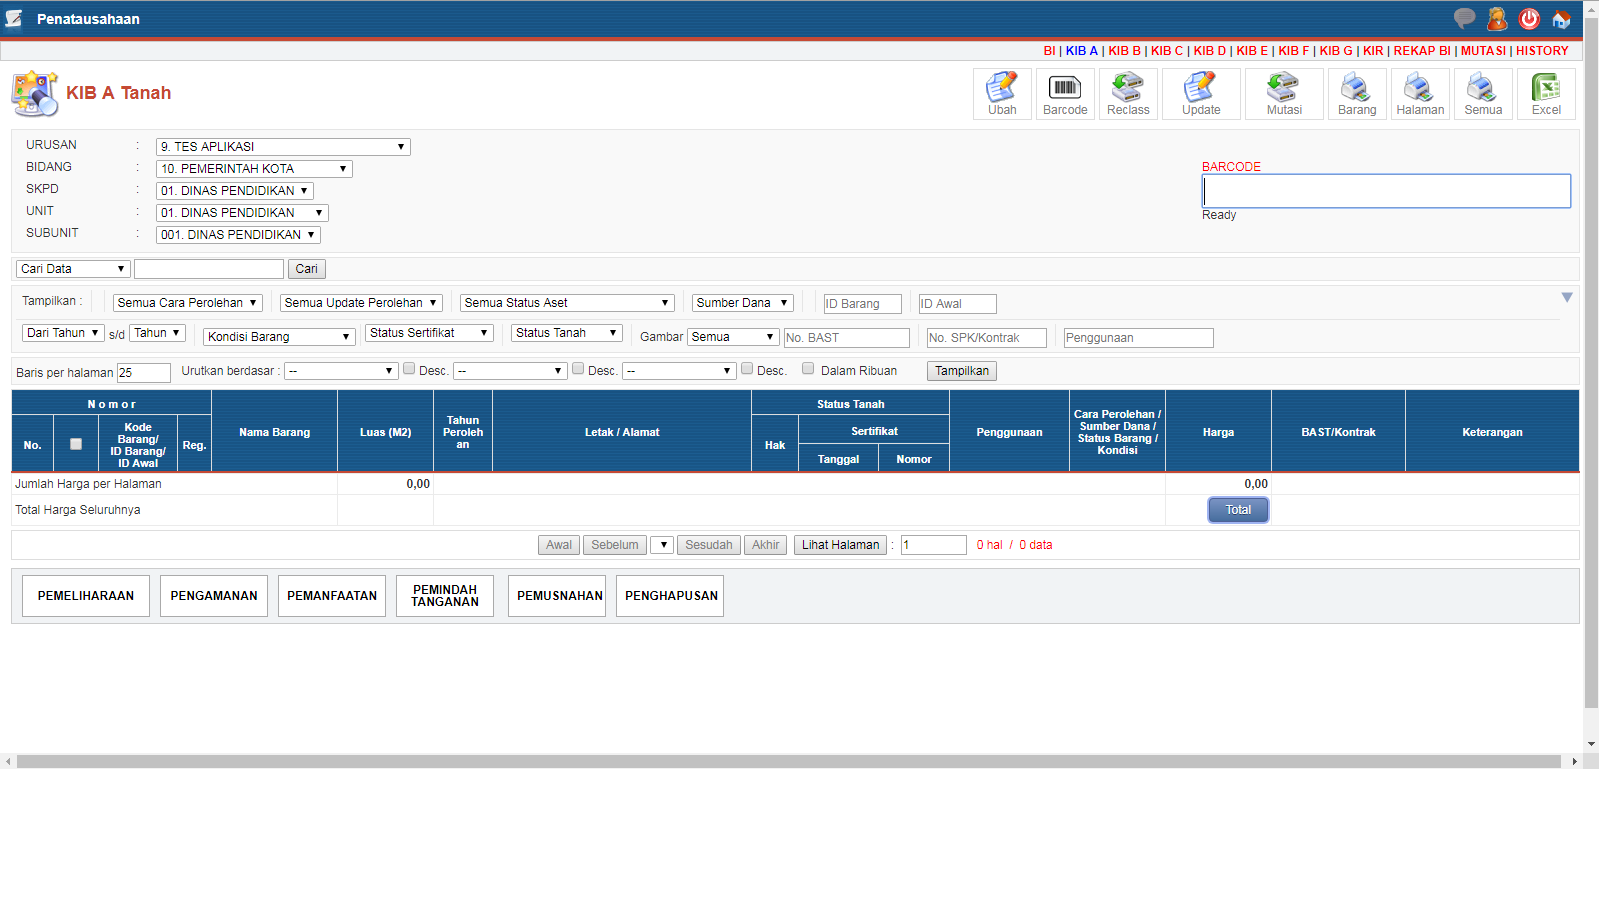 Penatausahaan
BI | KIB A | KIB B | KIB C | KIB D | KIB E | KIB F | KIB G | KIR | REKAP BI | MUTASI | HISTORY
KIB A Tanah
Ubah Barcode Reclass Update Mutasi Barang Halaman Semua Excel
URUSAN : 9. TES APLIKASI
BIDANG : 10. PEMERINTAH KOTA
SKPD : 01. DINAS PENDIDIKAN
UNIT : 01. DINAS PENDIDIKAN
SUBUNIT : 001. DINAS PENDIDIKAN
BARCODE
Ready
Cari Data Cari
Tampilkan : Semua Cara Perolehan Semua Update Perolehan Semua Status Aset Sumber Dana ID Barang ID Awal
Dari Tahun s/d Tahun Kondisi Barang Status Sertifikat Status Tanah Gambar Semua No. BAST No. SPK/Kontrak Penggunaan
Baris per halaman 25 Urutkan berdasar : -- Desc. -- Desc. -- Desc. Dalam Ribuan Tampilkan
N o m o r
No.
Kode
Barang/
ID Barang/
ID Awal
Reg.
Nama Barang
Luas (M2)
Tahun
Peroleh
an
Letak / Alamat
Status Tanah
Hak
Sertifikat
Tanggal
Nomor
Penggunaan
Cara Perolehan /
Sumber Dana /
Status Barang /
Kondisi
Harga
BAST/Kontrak
Keterangan
Jumlah Harga per Halaman 0,00 0,00
Total Harga Seluruhnya Total
Awal Sebelum Sesudah Akhir Lihat Halaman : 1 0 hal / 0 data
PEMELIHARAAN
PENGAMANAN
PEMANFAATAN
PEMINDAH
TANGANAN
PEMUSNAHAN
PENGHAPUSAN